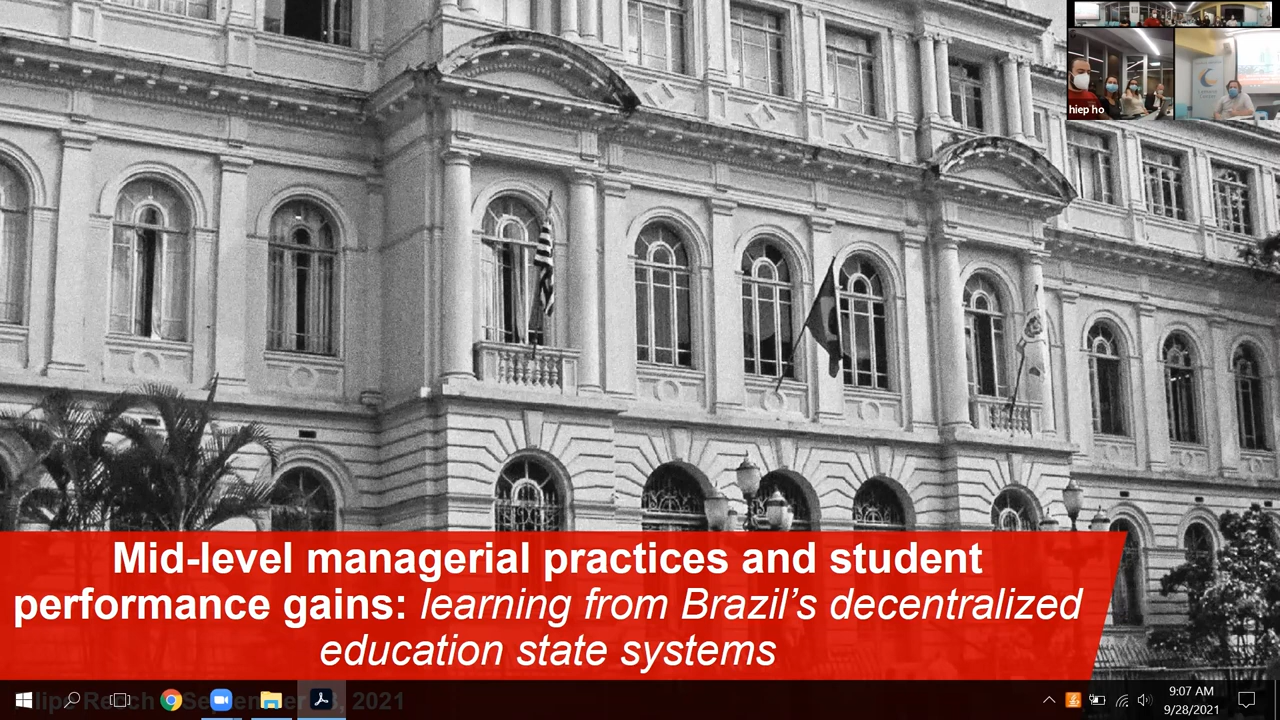 hiep ho
Mid-level managerial practices and student
performance gains: learning from Brazil’s decentralized
education state systems
2021
9:07 AM
9/28/2021